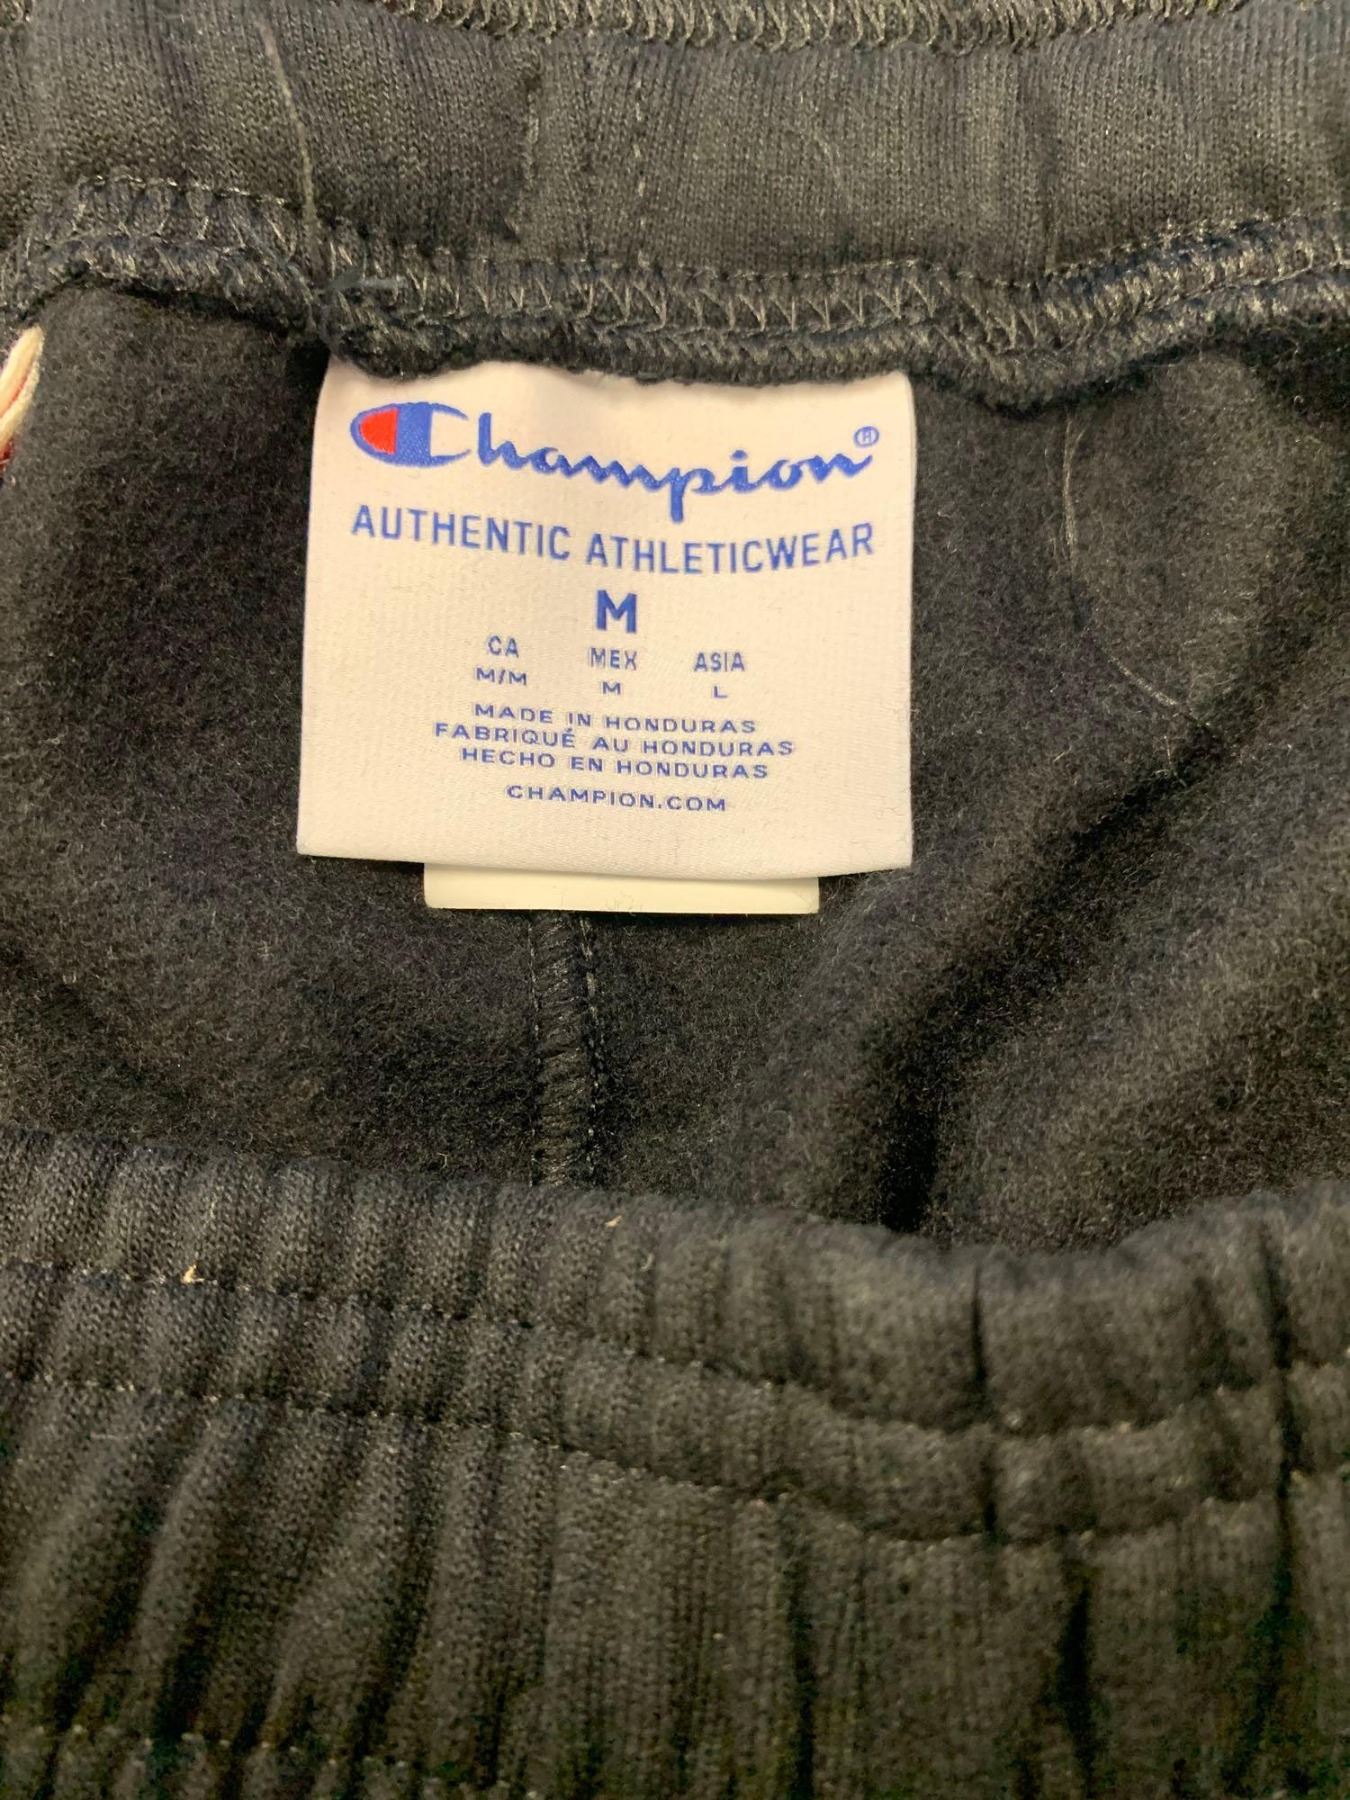 Champion®
AUTHENTIC ATHLETICWEAR
M
CA MEX ASIA
M/M M L
MADE IN HONDURAS
FABRIQUÉ AU HONDURAS
HECHO EN HONDURAS
CHAMPION.COM